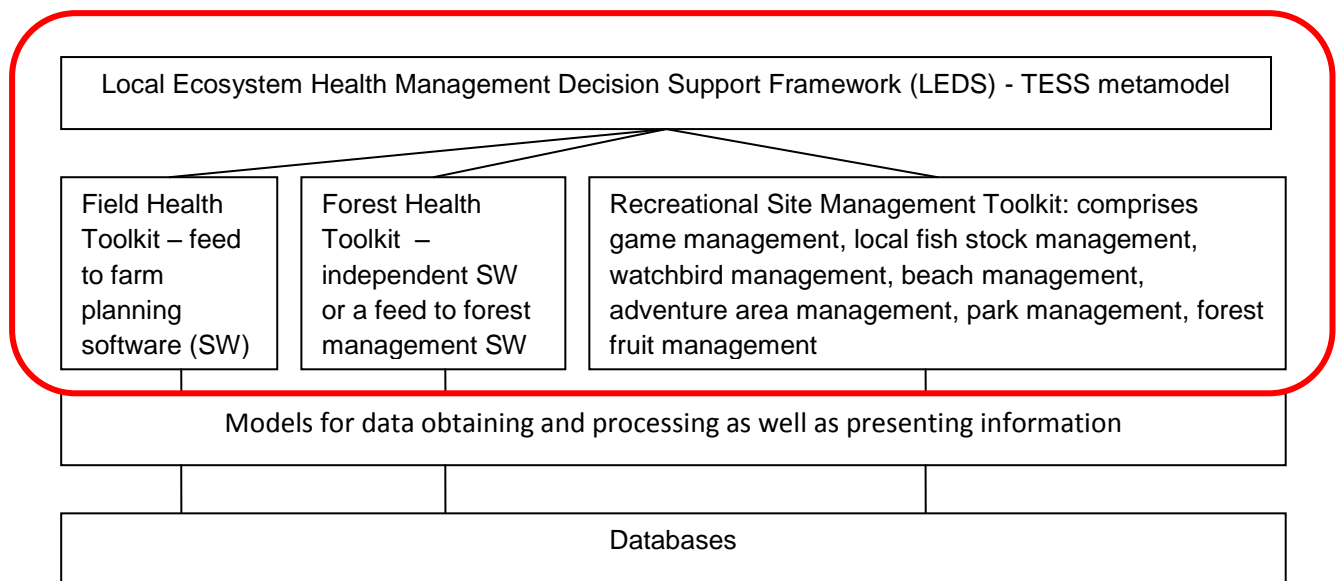 Local Ecosystem Health Management Decision Support Framework (LEDS) - TESS metamodel
Field Health
Toolkit – feed
to farm
planning
software (SW)
Forest Health
Toolkit –
independent SW
or a feed to forest
management SW
Recreational Site Management Toolkit: comprises
game management, local fish stock management,
watchbird management, beach management,
adventure area management, park management, forest
fruit management
Models for data obtaining and processing as well as presenting information
Databases